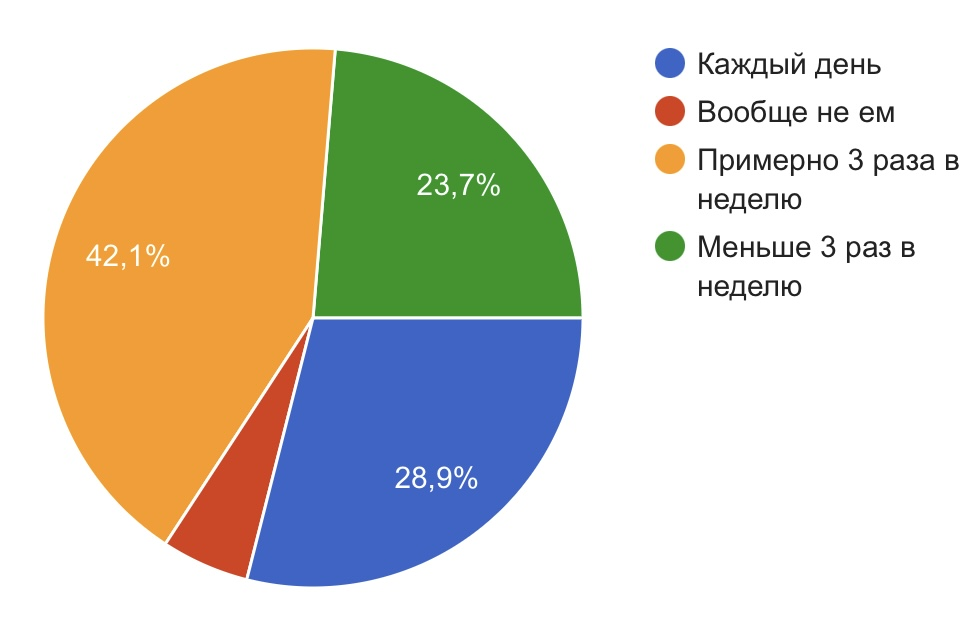 Каждый день
Вообще не ем
Примерно 3 раза в
неделю
Меньше 3 раз в
неделю
23,7%
42,1%
28,9%